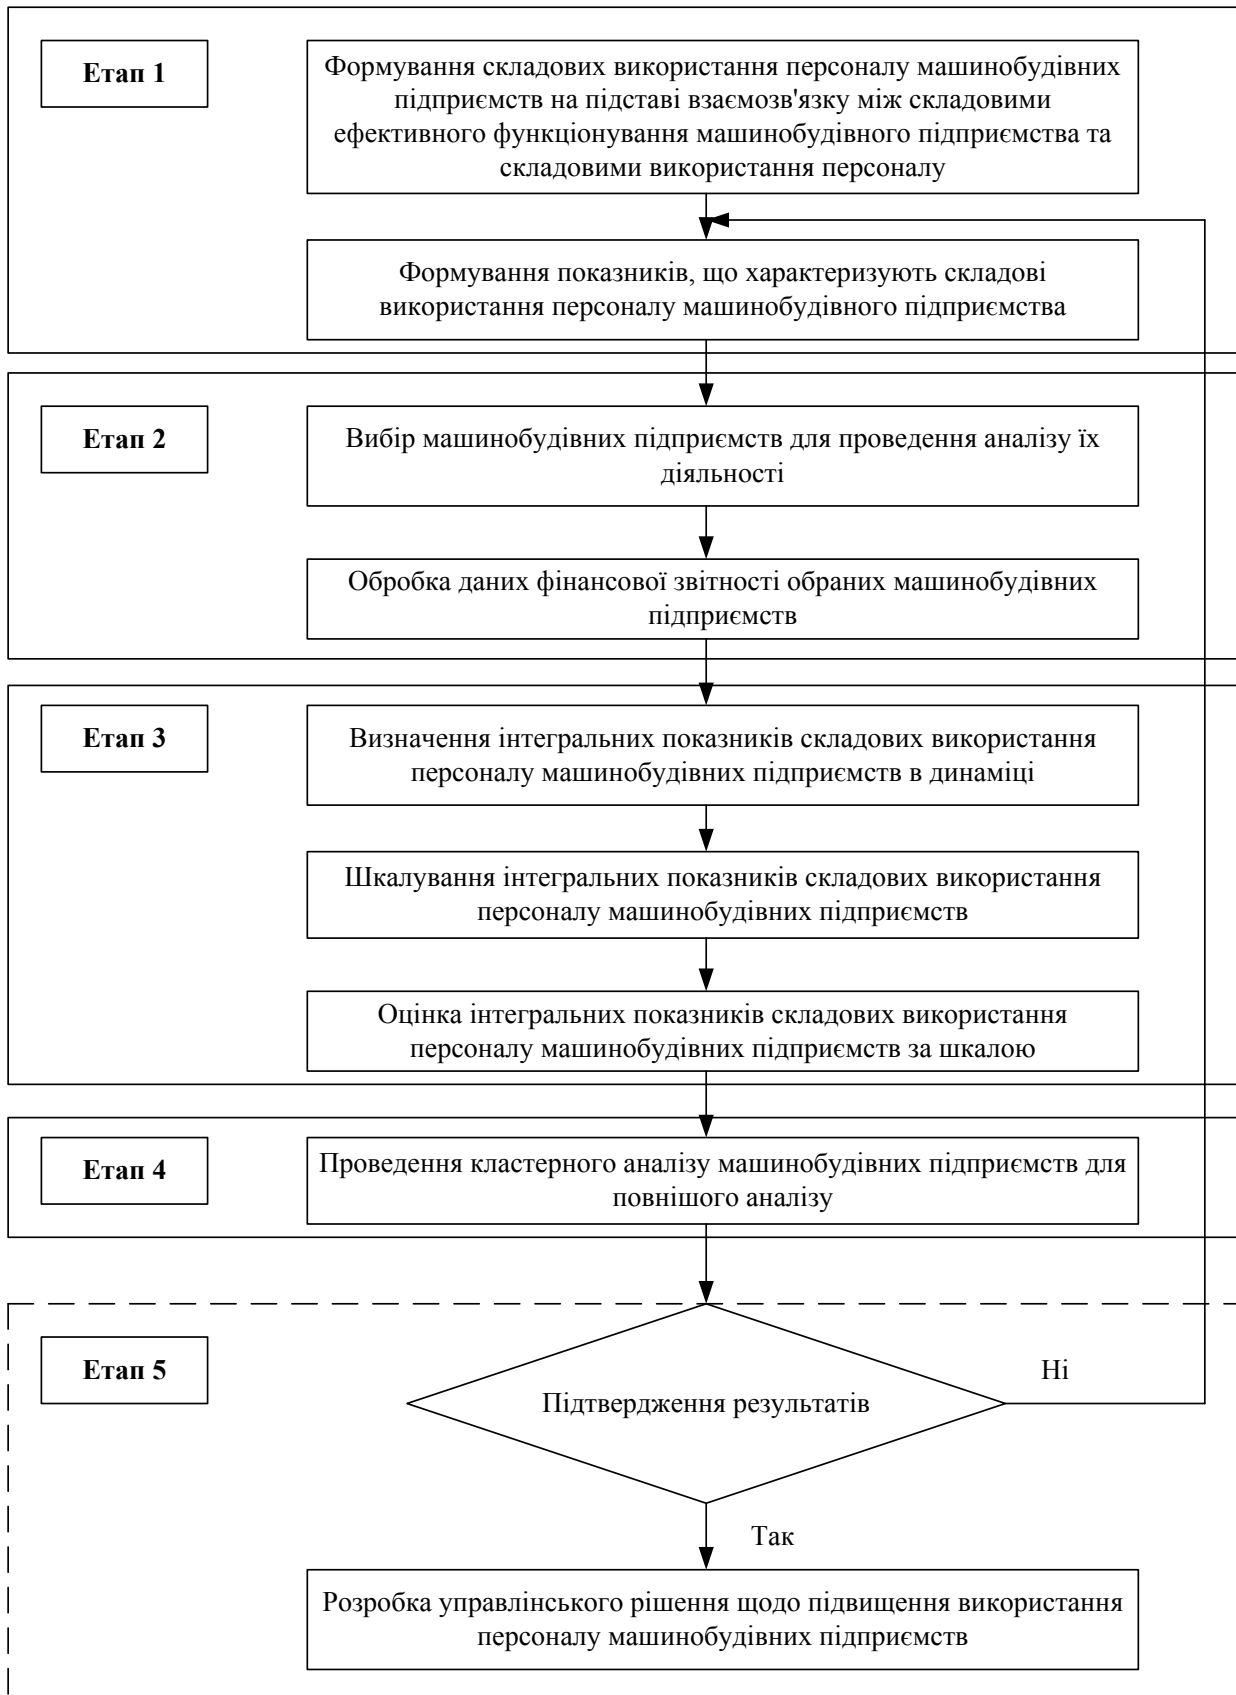 Етап 1
Формування складових використання персоналу машинобудівних
підприємств на підставі взаємозв'язку між складовими
ефективного функціонування машинобудівного підприємства та
складовими використання персоналу
Формування показників, що характеризують складові
використання персоналу машинобудівного підприємства
Етап 2
Вибір машинобудівних підприємств для проведення аналізу їх
діяльності
Обробка даних фінансової звітності обраних машинобудівних
підприємств
Етап 3
Визначення інтегральних показників складових використання
персоналу машинобудівних підприємств в динаміці
Шкалування інтегральних показників складових використання
персоналу машинобудівних підприємств
Оцінка інтегральних показників складових використання
персоналу машинобудівних підприємств за шкалою
Етап 4
Проведення кластерного аналізу машинобудівних підприємств для
повнішого аналізу
Етап 5
Ні
Підтвердження результатів
Так
Розробка управлінського рішення щодо підвищення використання
персоналу машинобудівних підприємств